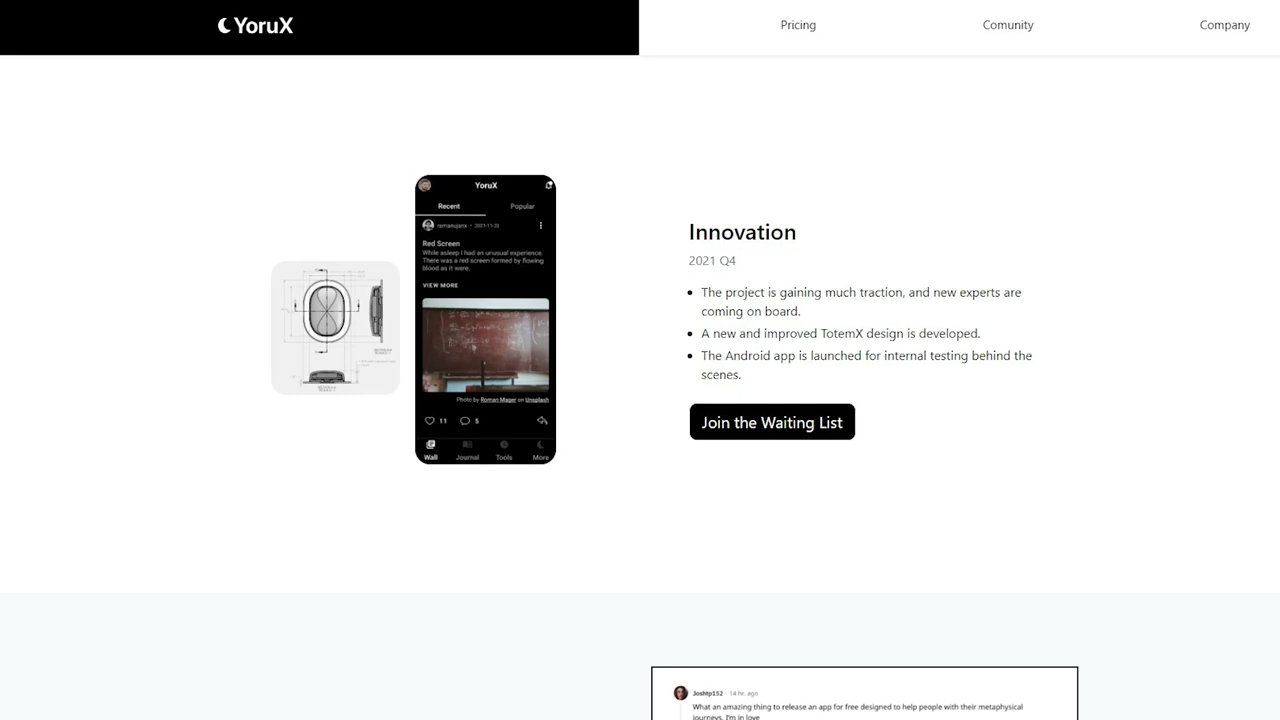 YoruX
Pricing
Comunity
Company
YoruX
Recent
Popular
ramanujans • 2021-11-25
Red Screen
While asleep I had an unusual experience.
There was a red screen formed by flowing
blood as it were.
VIEW MORE
Photo by Roman Mager on Unsplash
11
5
Wall
Journal
Tools
More
Innovation
2021 Q4
The project is gaining much traction, and new experts are
coming on board.
A new and improved TotemX design is developed.
The Android app is launched for internal testing behind the
scenes.
Join the Waiting List
Joshtp152 · 14 hr. ago
What an amazing thing to release an app for free designed to help people with their metaphysical
journeys. I'm in love